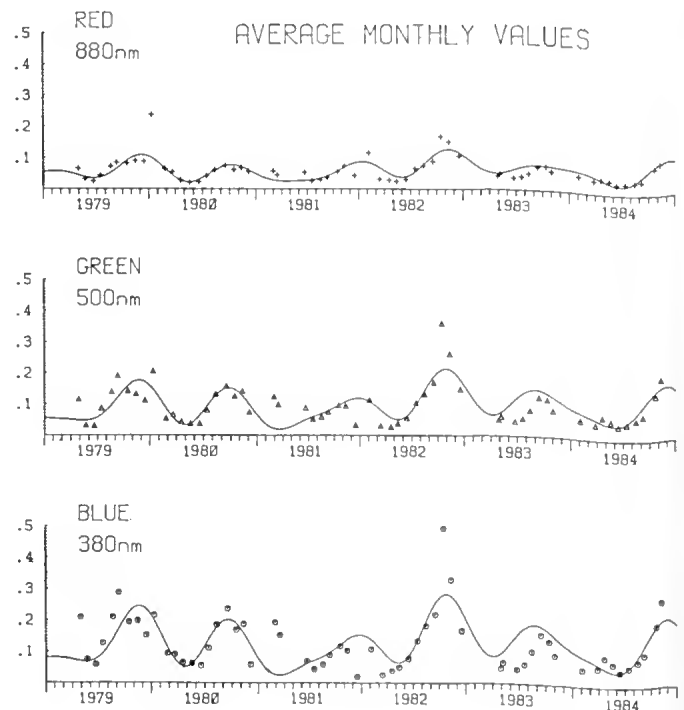 AVERAGE MONTHLY VALUES
RED
880nm
.5
.4
.3
.2
.1
1979 1980 1981 1982 1983 1984
GREEN
500nm
.5
.4
.3
.2
.1
1979 1980 1981 1982 1983 1984
BLUE
380nm
.5
.4
.3
.2
.1
1979 1980 1981 1982 1983 1984